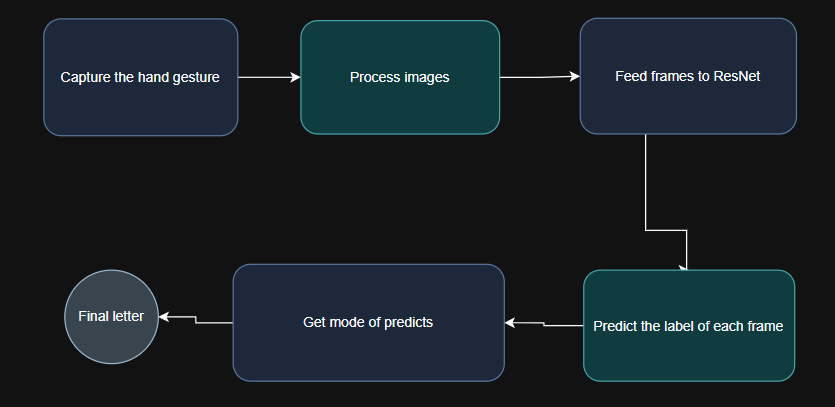 Capture the hand gesture
Process images
Feed frames to ResNet
Predict the label of each frame
Get mode of predicts
Final letter